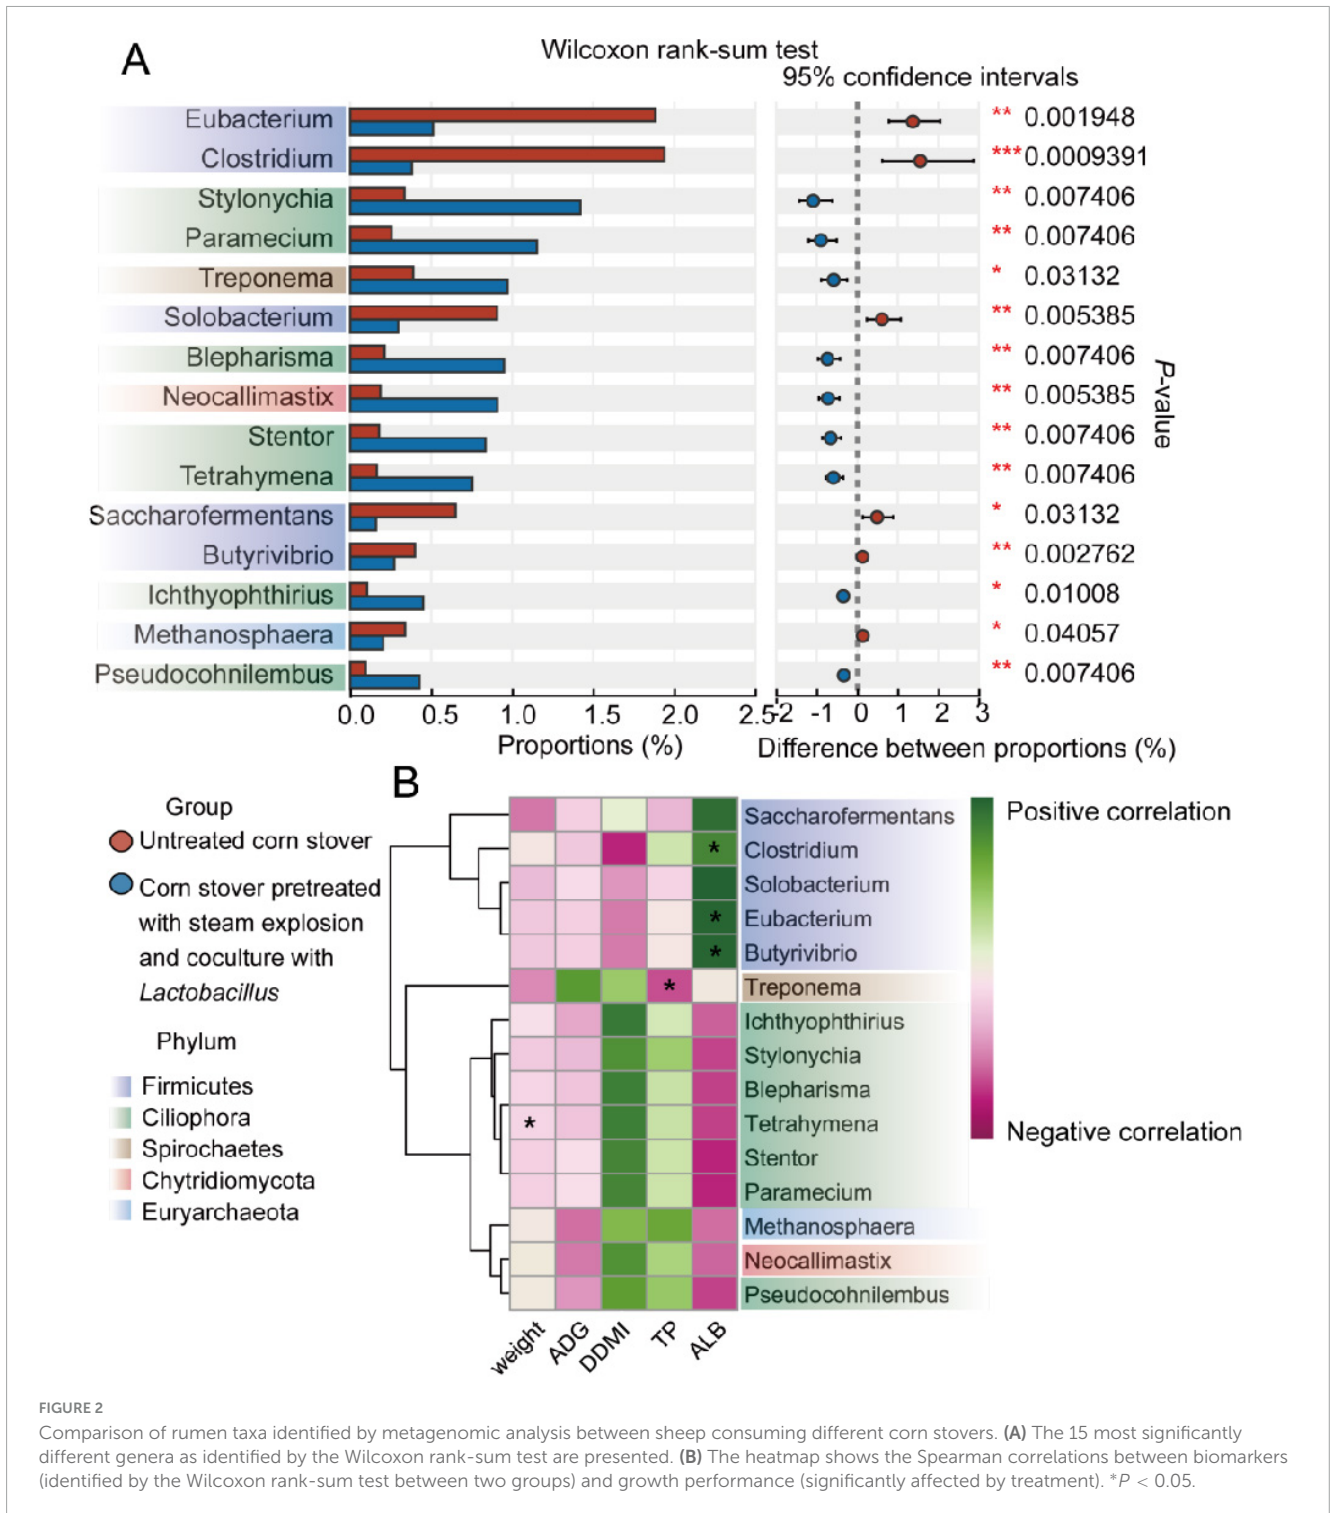 A
Wilcoxon rank-sum test
95% confidence intervals
Eubacterium ** 0.001948
Clostridium *** 0.0009391
Stylonychia ** 0.007406
Paramecium ** 0.007406
Treponema * 0.03132
Solobacterium ** 0.005385
Blepharisma ** 0.007406
Neocallimastix ** 0.005385
Stentor ** 0.007406
Tetrahymena ** 0.007406
Saccharofermentans * 0.03132
Butyrivibrio ** 0.002762
Ichthyophthirius * 0.01008
Methanosphaera * 0.04057
Pseudocohnilembus ** 0.007406
P-value
0.0 0.5 1.0 1.5 2.0 2.5 -2 -1 0 1 2 3
Proportions (%) Difference between proportions (%)
B
Group
Untreated corn stover
Corn stover pretreated
with steam explosion
and coculture with
Lactobacillus
Phylum
Firmicutes
Ciliophora
Spirochaetes
Chytridiomycota
Euryarchaeota
Saccharofermentans
* Clostridium
Solobacterium
* Eubacterium
* Butyrivibrio
* Treponema
Ichthyophthirius
Stylonychia
Blepharisma
* Tetrahymena
Stentor
Paramecium
Methanosphaera
Neocallimastix
Pseudocohnilembus
weight ADG DDMI TP ALB
Positive correlation
Negative correlation
FIGURE 2
Comparison of rumen taxa identified by metagenomic analysis between sheep consuming different corn stovers. (A) The 15 most significantly
different genera as identified by the Wilcoxon rank-sum test are presented. (B) The heatmap shows the Spearman correlations between biomarkers
(identified by the Wilcoxon rank-sum test between two groups) and growth performance (significantly affected by treatment). *P < 0.05.